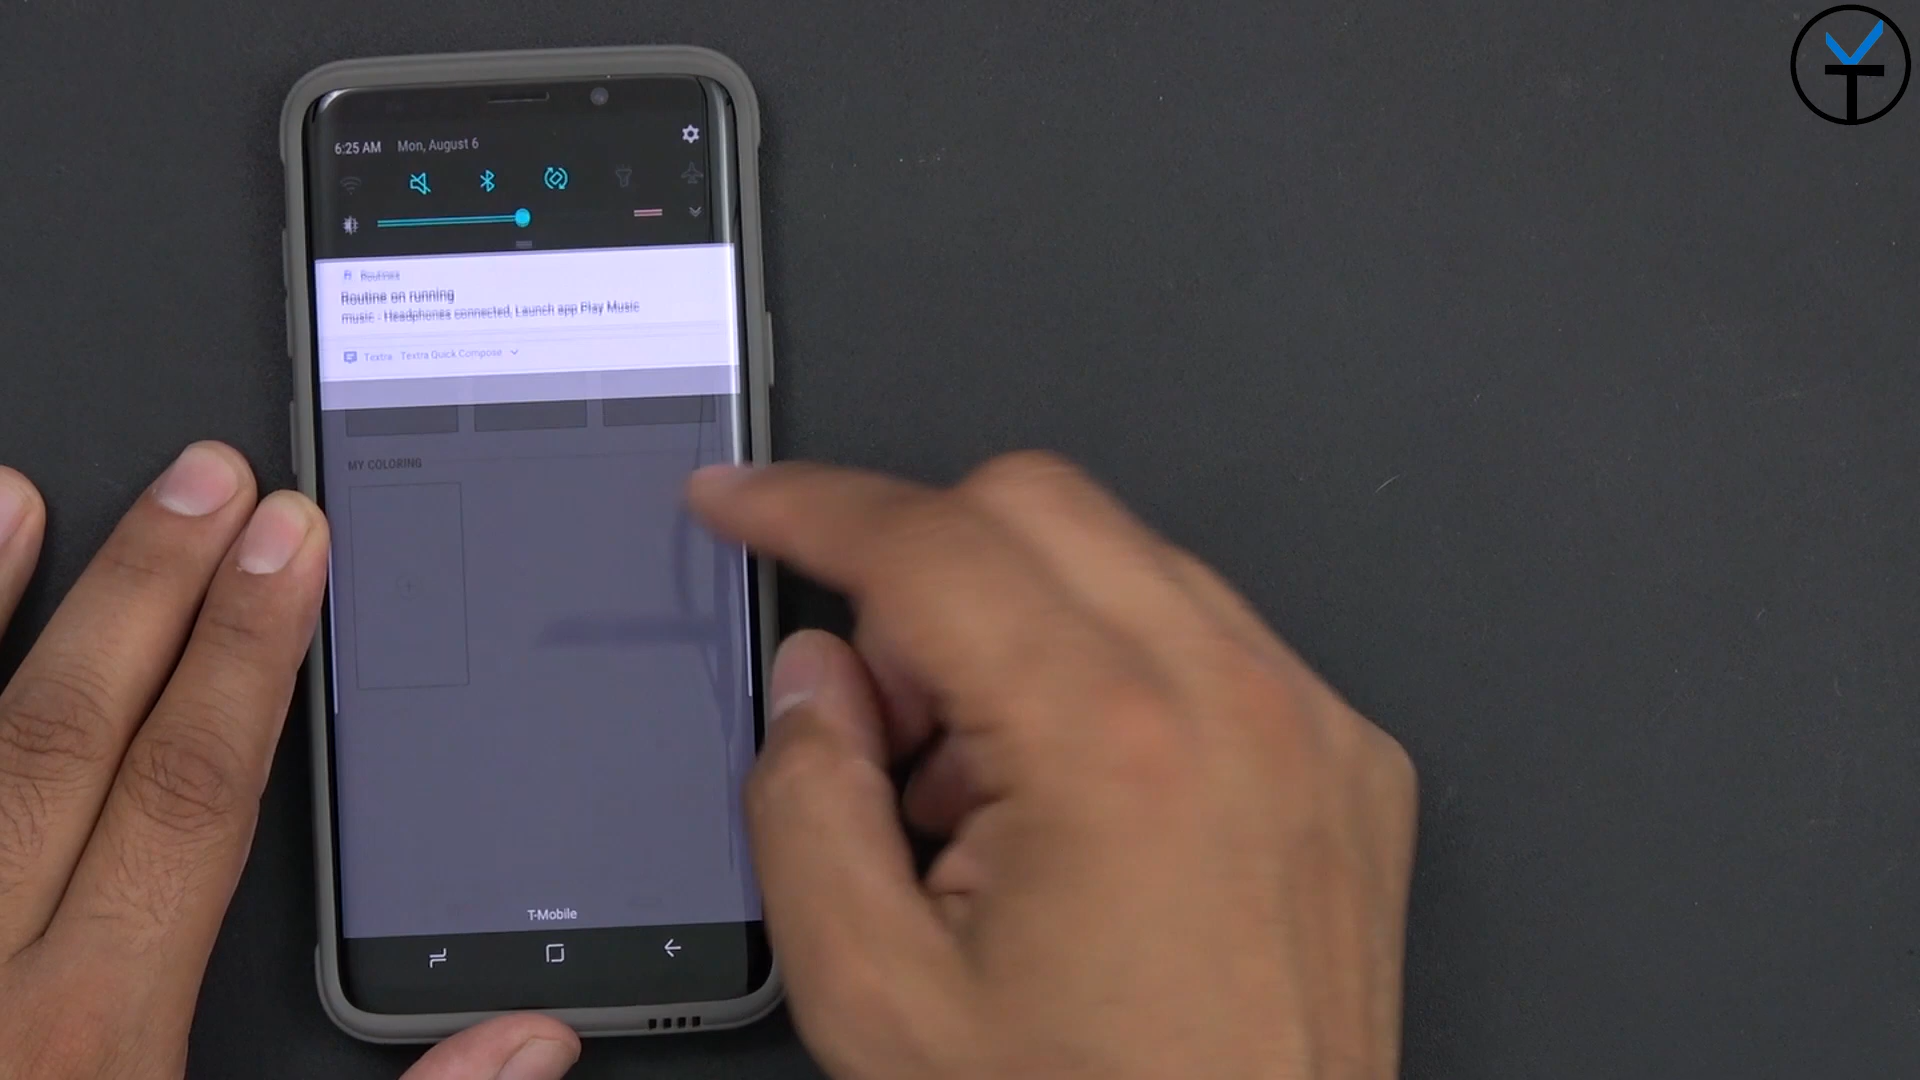 6:25 AM Mon, August 6
Routines
Routine on running
music - Headphones connected, Launch app Play Music
Textra Textra Quick Compose
MY COLORING
T-Mobile